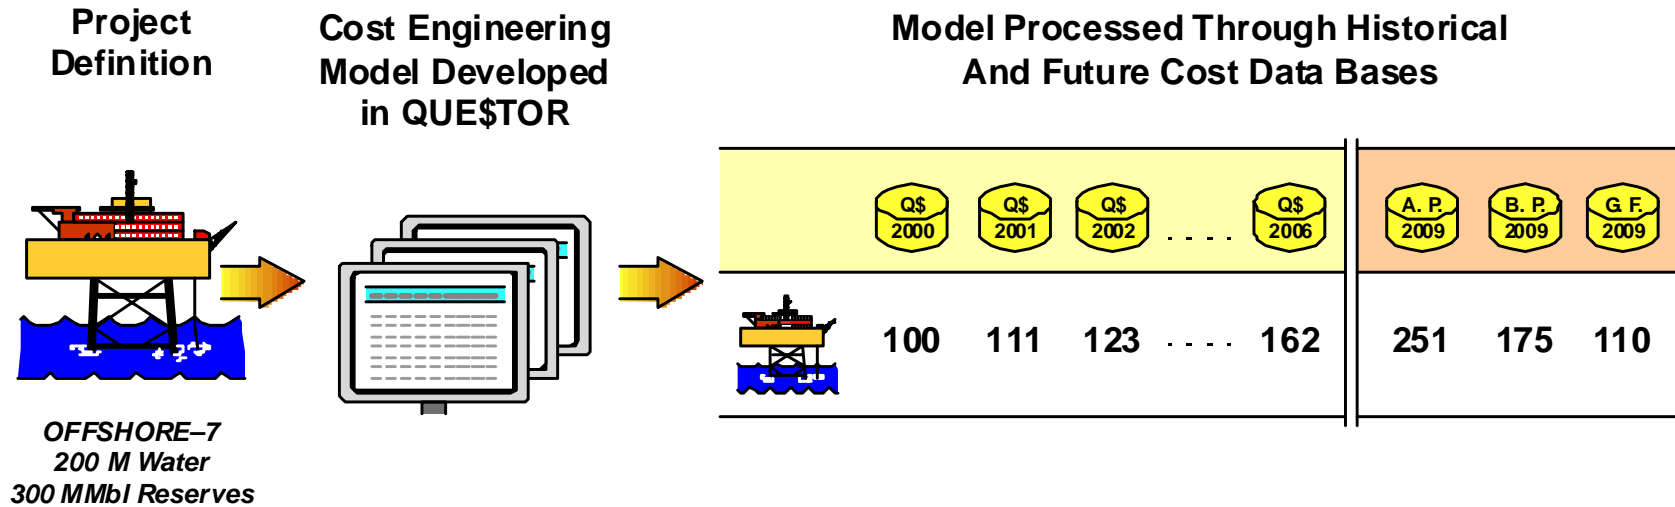 Project
Definition
Cost Engineering
Model Developed
in QUE$TOR
Model Processed Through Historical
And Future Cost Data Bases
Q$ 2000
Q$ 2001
Q$ 2002
. . . . .
Q$ 2006
A. P. 2009
B. P. 2009
G. F. 2009
100 111 123 . . . . . 162 251 175 110
OFFSHORE–7
200 M Water
300 MMbl Reserves